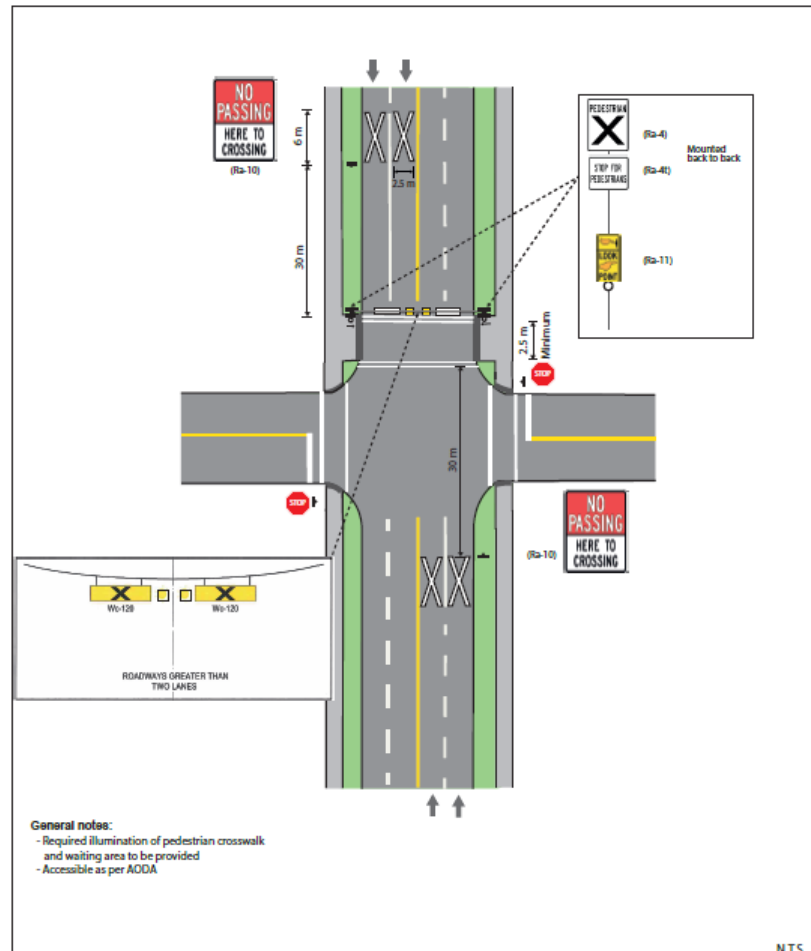 NO
PASSING
HERE TO
CROSSING
(Ra-10)
6 m
2.5 m
30 m
PEDESTRIAN
X
(Ra-4)
STOP FOR
PEDESTRIANS
(Ra-4t)
Mounted
back to back
LOOK
POINT
(Ra-11)
2.5 m
Minimum
STOP
30 m
STOP
NO
PASSING
HERE TO
CROSSING
(Ra-10)
X
X
Wc-120
Wc-120
ROADWAYS GREATER THAN
TWO LANES
General notes:
- Required illumination of pedestrian crosswalk
and waiting area to be provided
- Accessible as per AODA
NTS